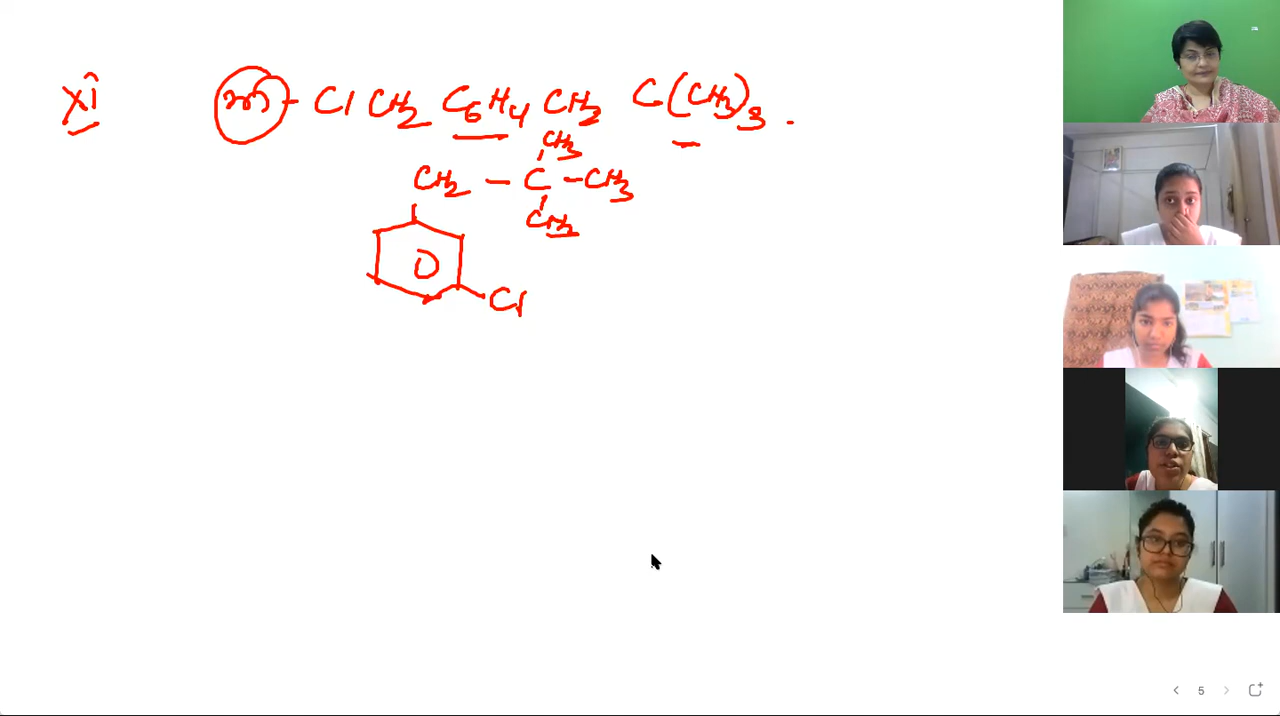 xi m- ClCH2 C6H4 CH2 C(CH3)3.
CH3
CH2 - C - CH3
CH3
Cl
5